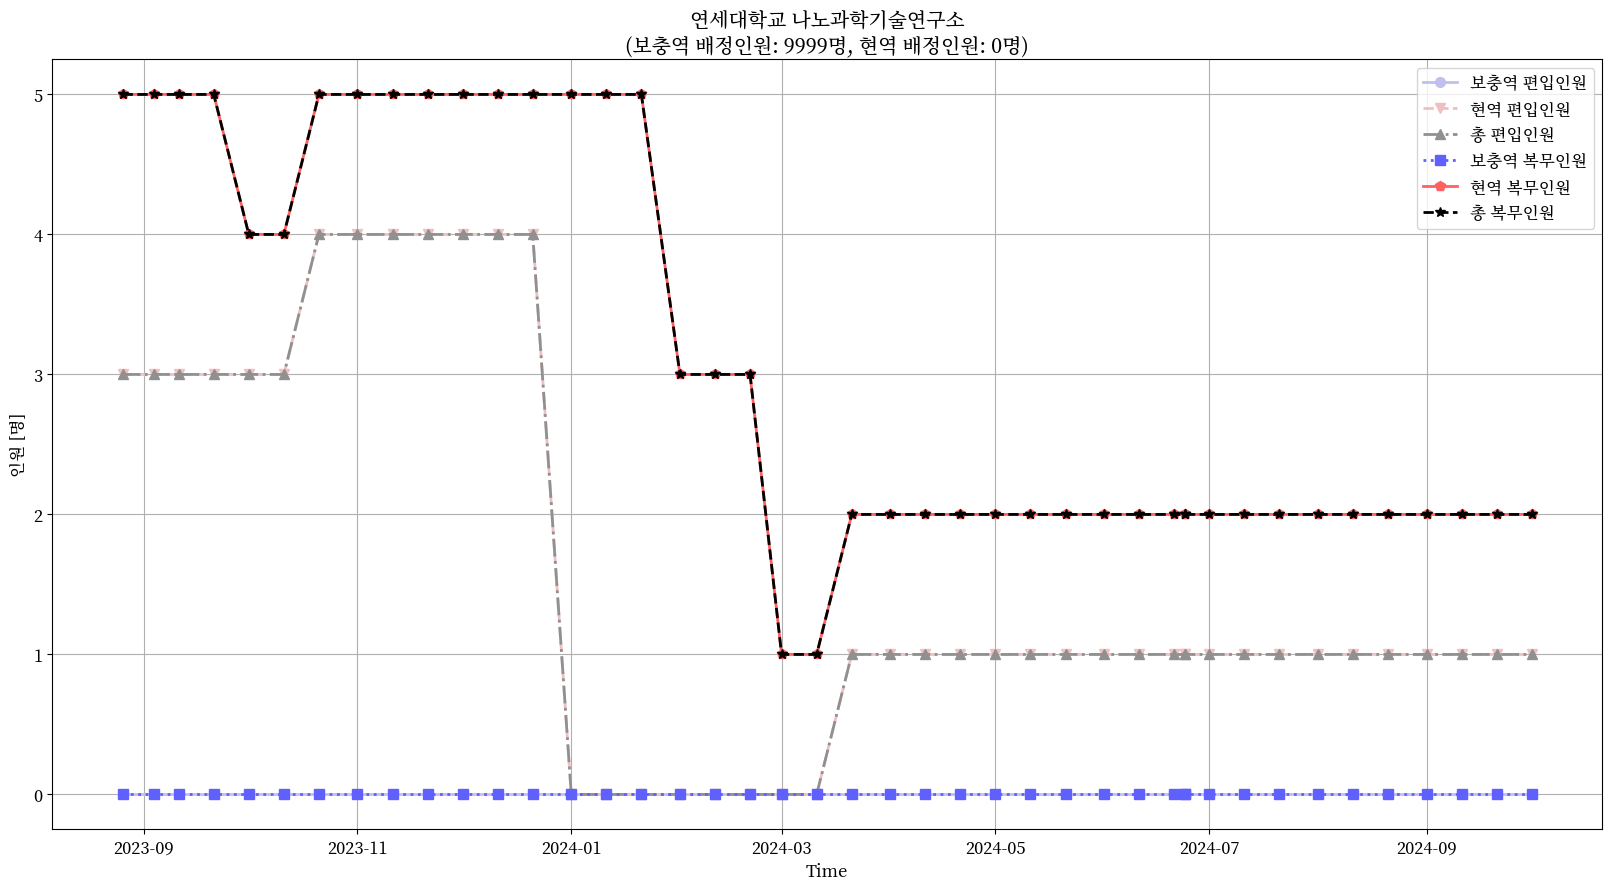 연세대학교 나노과학기술연구소
(보충역 배정인원: 9999명, 현역 배정인원: 0명)
보충역 편입인원
현역 편입인원
총 편입인원
보충역 복무인원
현역 복무인원
총 복무인원
인원 [명]
5
4
3
2
1
0
2023-09
2023-11
2024-01
2024-03
2024-05
2024-07
2024-09
Time